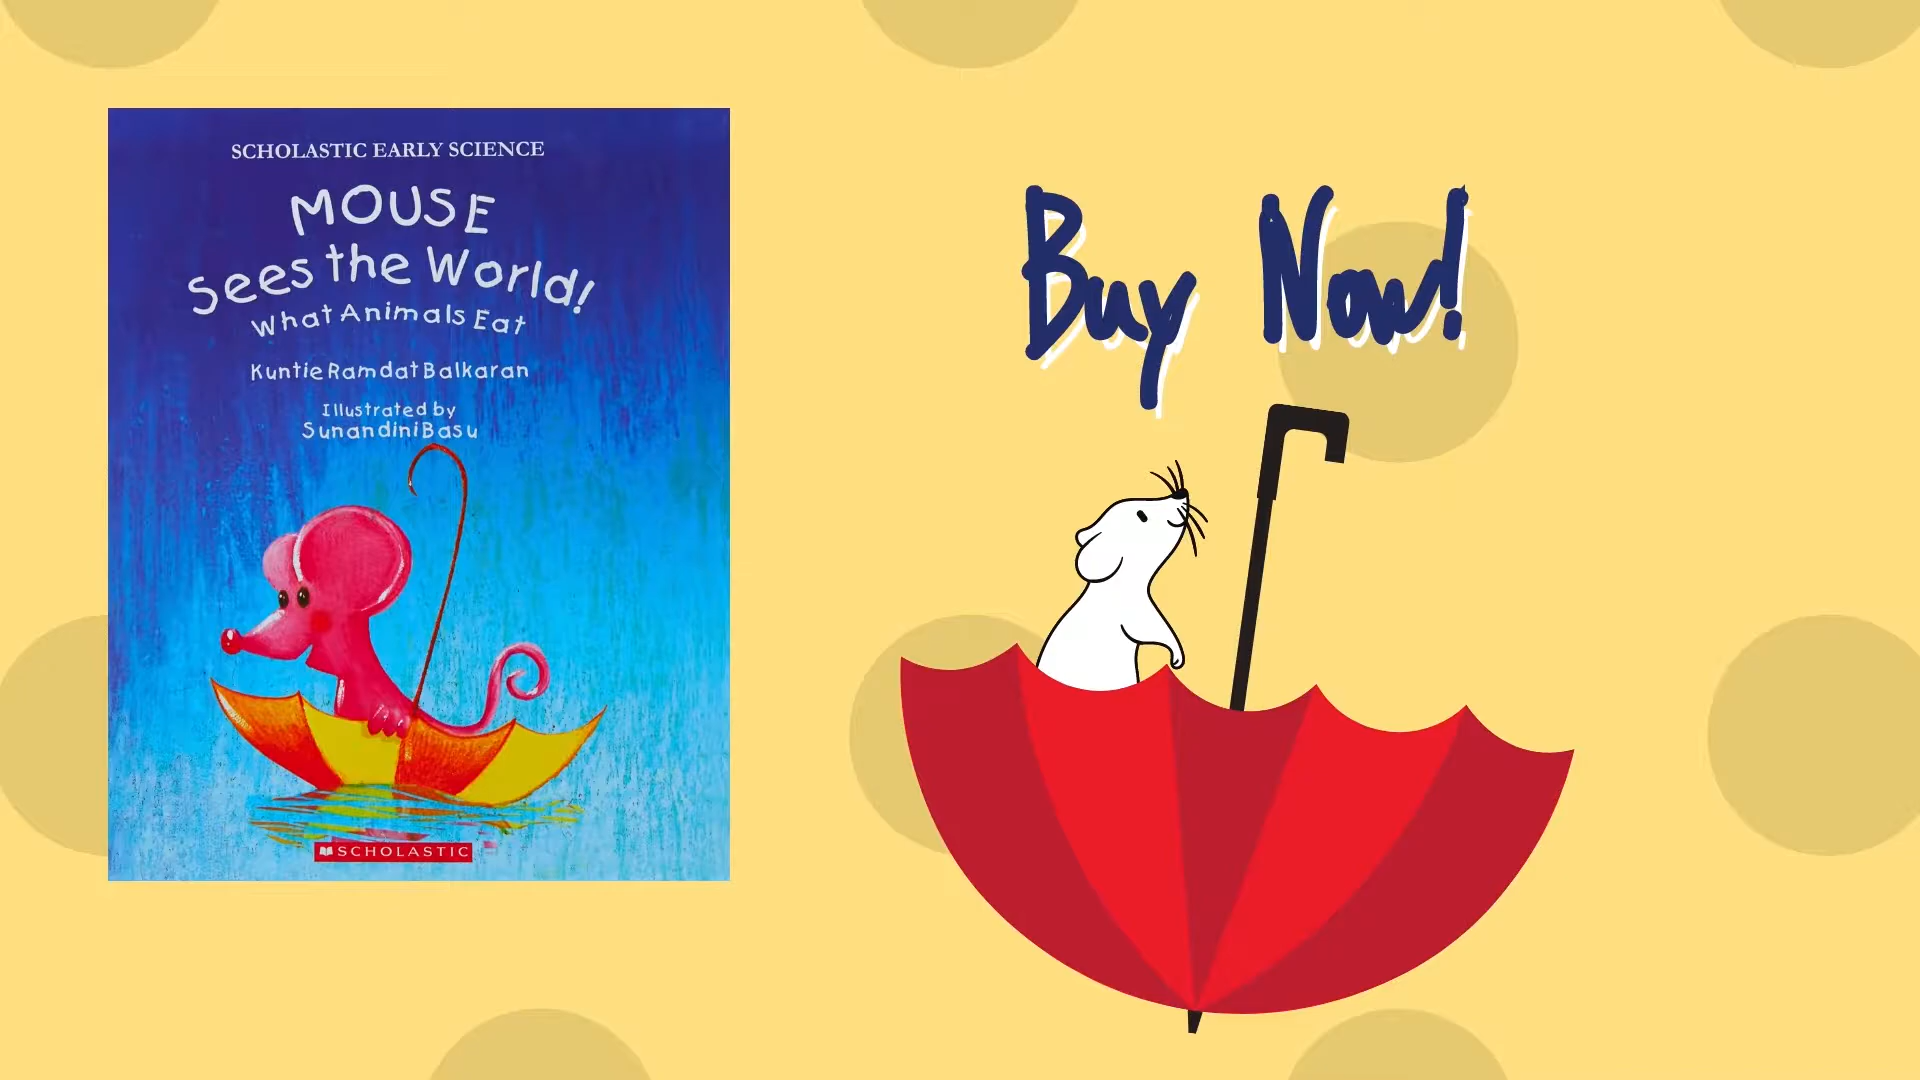 SCHOLASTIC EARLY SCIENCE
MOUSE
Sees the World!
What Animals Eat
Kuntie Ramdat Balkaran
Illustrated by
Sunandini Basu
SCHOLASTIC
Buy Now!